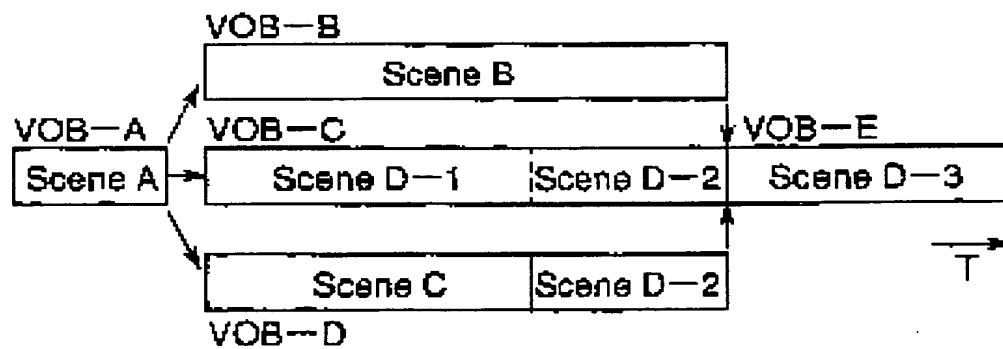 VOB-B
Scene B
VOB-A
VOB-C
VOB-E
Scene A
Scene D-1
Scene D-2
Scene D-3
T
Scene C
Scene D-2
VOB-D